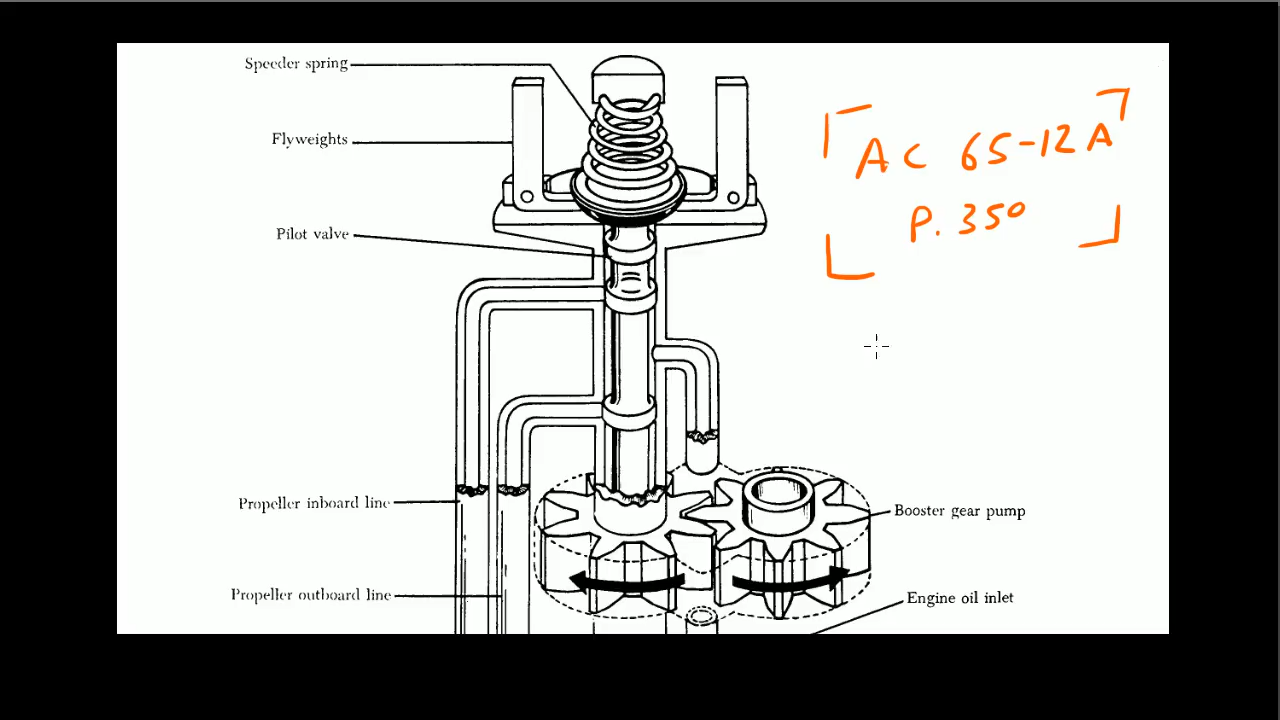 Speeder spring
Flyweights
Pilot valve
Propeller inboard line
Propeller outboard line
AC 65-12A
P. 350
Booster gear pump
Engine oil inlet